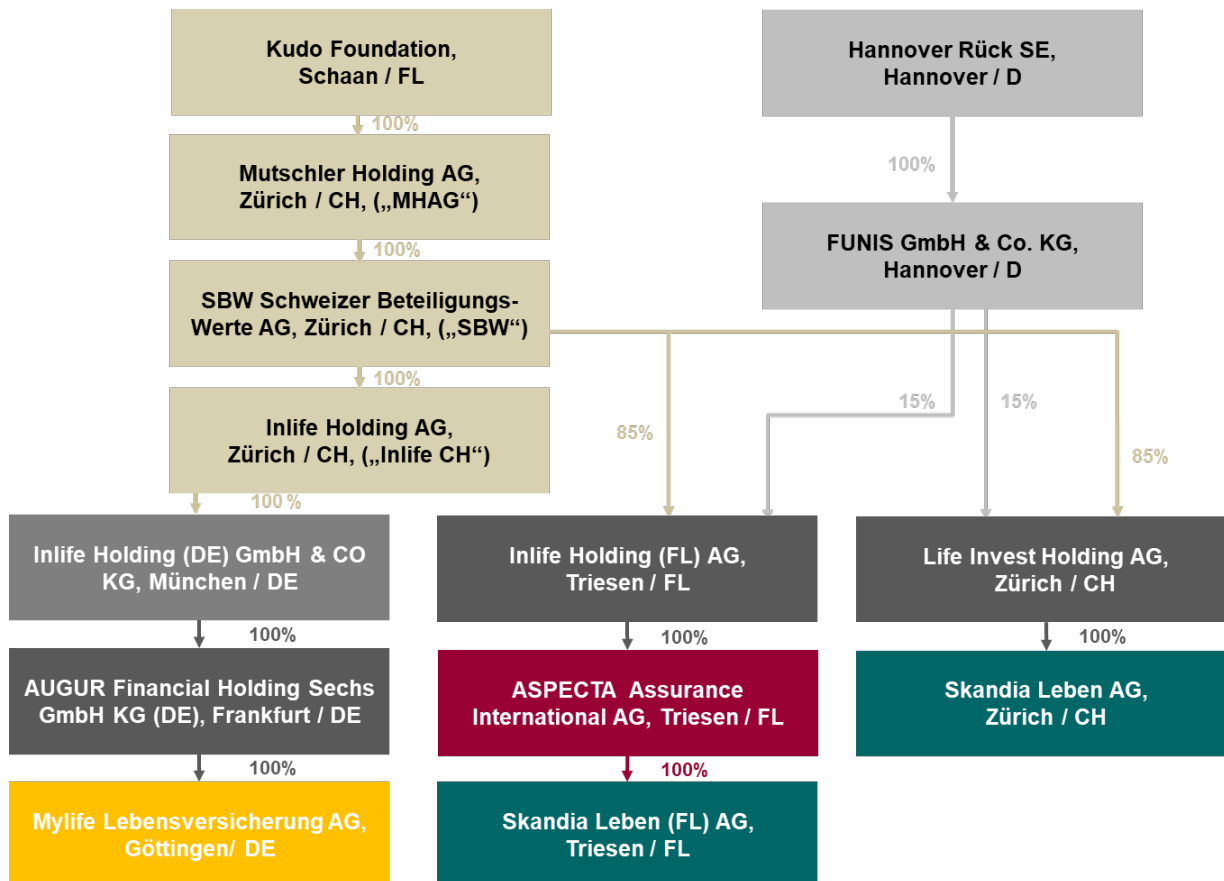 Kudo Foundation,
Schaan / FL
Hannover Rück SE,
Hannover / D
100%
Mutschler Holding AG,
Zürich / CH, („MHAG“)
100%
100%
FUNIS GmbH & Co. KG,
Hannover / D
SBW Schweizer Beteiligungs-
Werte AG, Zürich / CH, („SBW“)
100%
Inlife Holding AG,
Zürich / CH, („Inlife CH“)
85%
15%
15%
85%
100 %
Inlife Holding (DE) GmbH & CO
KG, München / DE
Inlife Holding (FL) AG,
Triesen / FL
Life Invest Holding AG,
Zürich / CH
100%
100%
100%
AUGUR Financial Holding Sechs
GmbH KG (DE), Frankfurt / DE
ASPECTA Assurance
International AG, Triesen / FL
Skandia Leben AG,
Zürich / CH
100%
100%
Mylife Lebensversicherung AG,
Göttingen/ DE
Skandia Leben (FL) AG,
Triesen / FL